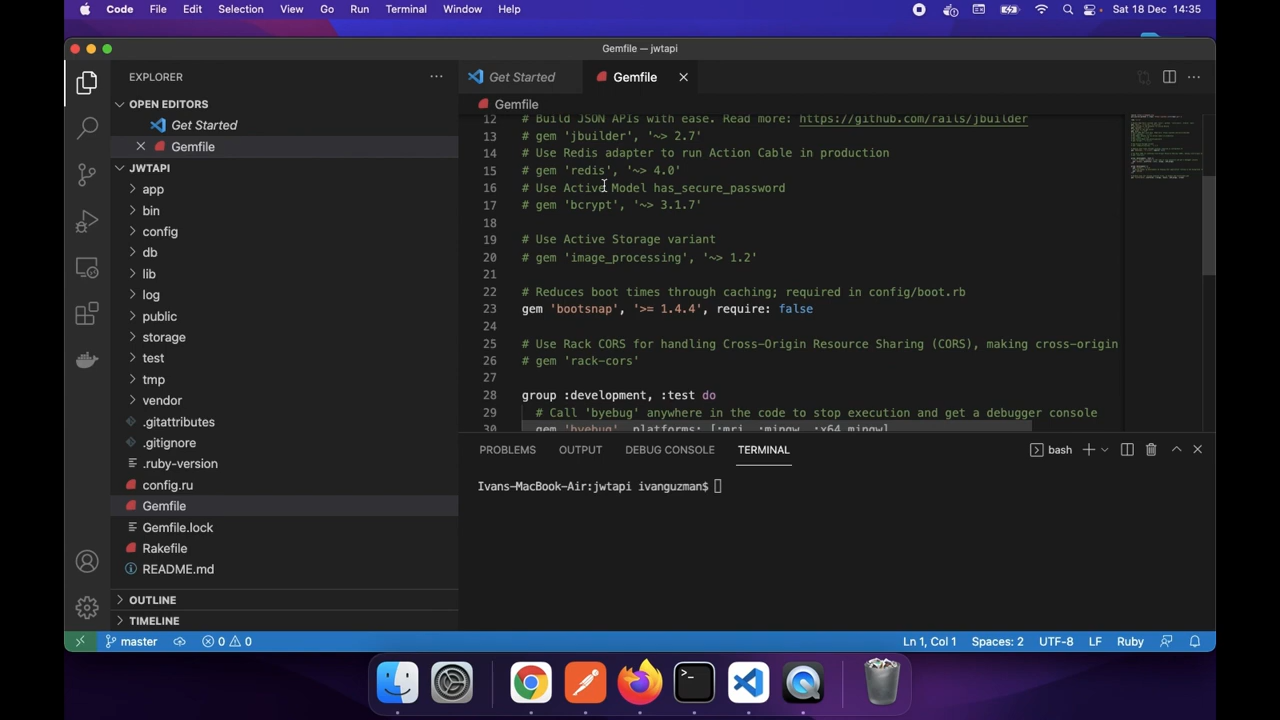 Code File Edit Selection View Go Run Terminal Window Help Sat 18 Dec 14:35
Gemfile — jwtapi
EXPLORER
OPEN EDITORS
Get Started
Gemfile
JWTAPI
app
bin
config
db
lib
log
public
storage
test
tmp
vendor
.gitattributes
.gitignore
.ruby-version
config.ru
Gemfile
Gemfile.lock
Rakefile
README.md
OUTLINE
TIMELINE
Get Started Gemfile
Gemfile
12 # Build JSON APIs with ease. Read more: https://github.com/rails/jbuilder
13 # gem 'jbuilder', '~> 2.7'
14 # Use Redis adapter to run Action Cable in production
15 # gem 'redis', '~> 4.0'
16 # Use Active Model has_secure_password
17 # gem 'bcrypt', '~> 3.1.7'
18
19 # Use Active Storage variant
20 # gem 'image_processing', '~> 1.2'
21
22 # Reduces boot times through caching; required in config/boot.rb
23 gem 'bootsnap', '>= 1.4.4', require: false
24
25 # Use Rack CORS for handling Cross-Origin Resource Sharing (CORS), making cross-origin
26 # gem 'rack-cors'
27
28 group :development, :test do
29 # Call 'byebug' anywhere in the code to stop execution and get a debugger console
30 gem 'byebug', platforms: [:mri, :mingw, :x64_mingw]
PROBLEMS OUTPUT DEBUG CONSOLE TERMINAL bash
Ivans-MacBook-Air:jwtapi ivanguzman$
master 0 0 Ln 1, Col 1 Spaces: 2 UTF-8 LF Ruby